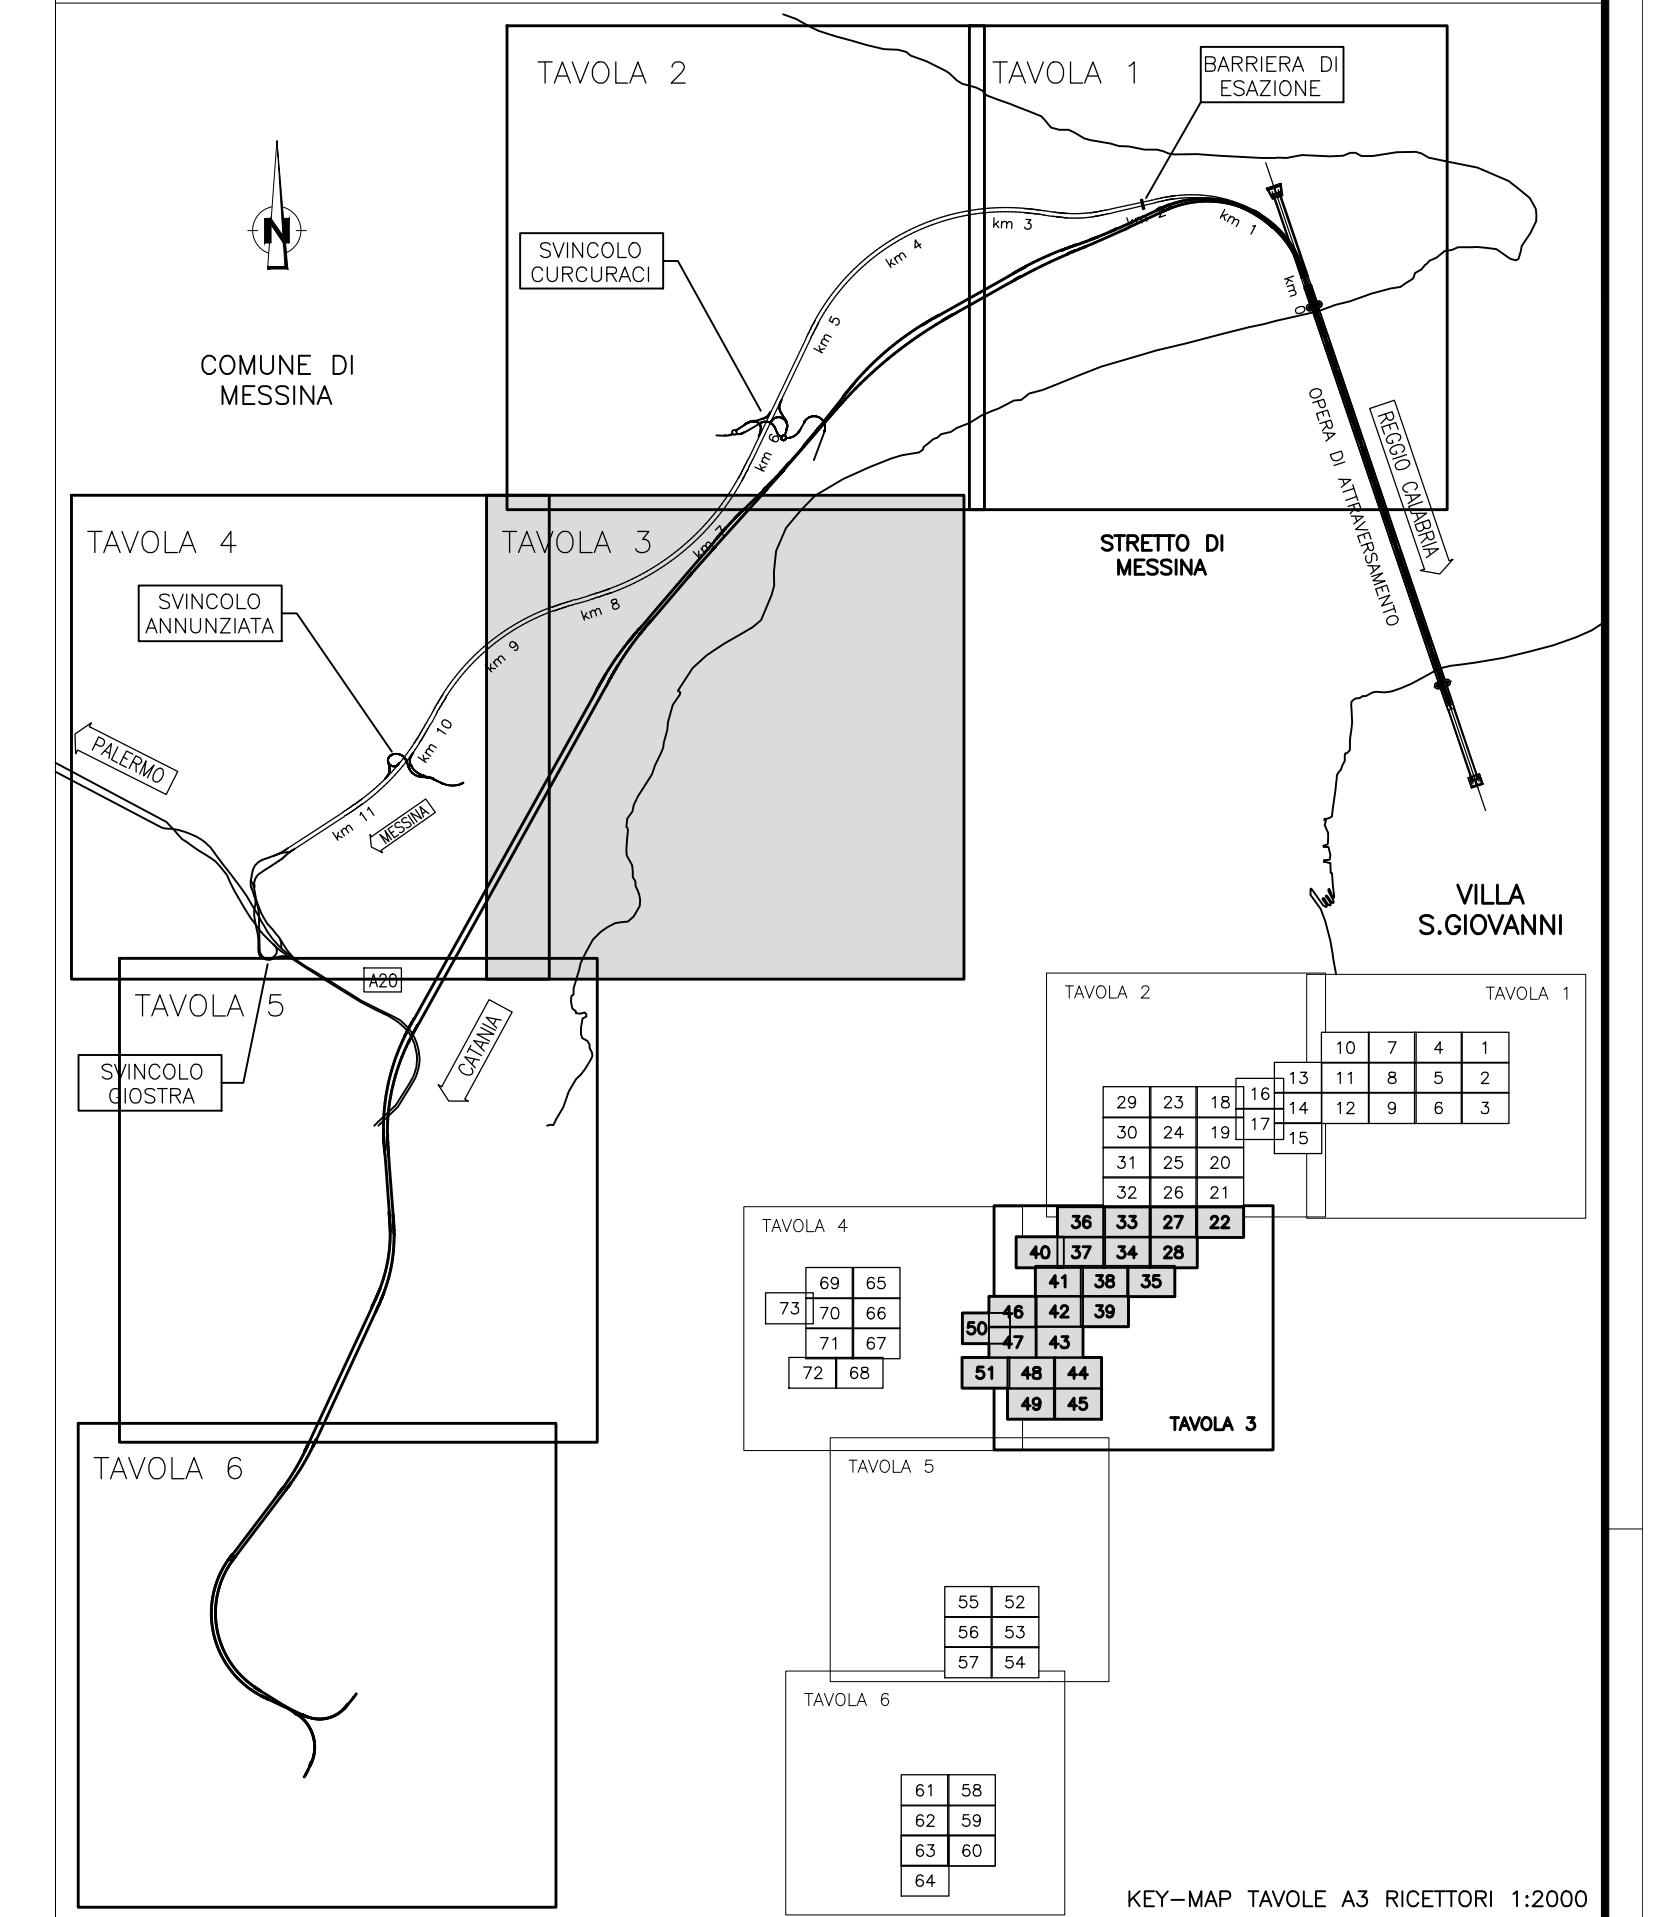 TAVOLA 2
TAVOLA 1
BARRIERA DI
ESAZIONE
N
SVINCOLO
CURCURACI
COMUNE DI
MESSINA
km 0
km 1
km 2
km 3
km 4
km 5
km 6
km 7
km 8
km 9
km 10
km 11
OPERA DI ATTRAVERSAMENTO
REGGIO CALABRIA
STRETTO DI
MESSINA
TAVOLA 4
TAVOLA 3
SVINCOLO
ANNUNZIATA
PALERMO
MESSINA
VILLA
S.GIOVANNI
A20
CATANIA
TAVOLA 5
SVINCOLO
GIOSTRA
TAVOLA 6
TAVOLA 2
TAVOLA 1
10 7 4 1
13 11 8 5 2
16
14 12 9 6 3
17
15
29 23 18
30 24 19
31 25 20
32 26 21
TAVOLA 4
36 33 27 22
40 37 34 28
41 38 35
46 42 39
50
47 43
51 48 44
49 45
TAVOLA 3
69 65
73
70 66
71 67
72 68
TAVOLA 5
55 52
56 53
57 54
TAVOLA 6
61 58
62 59
63 60
64
KEY-MAP TAVOLE A3 RICETTORI 1:2000